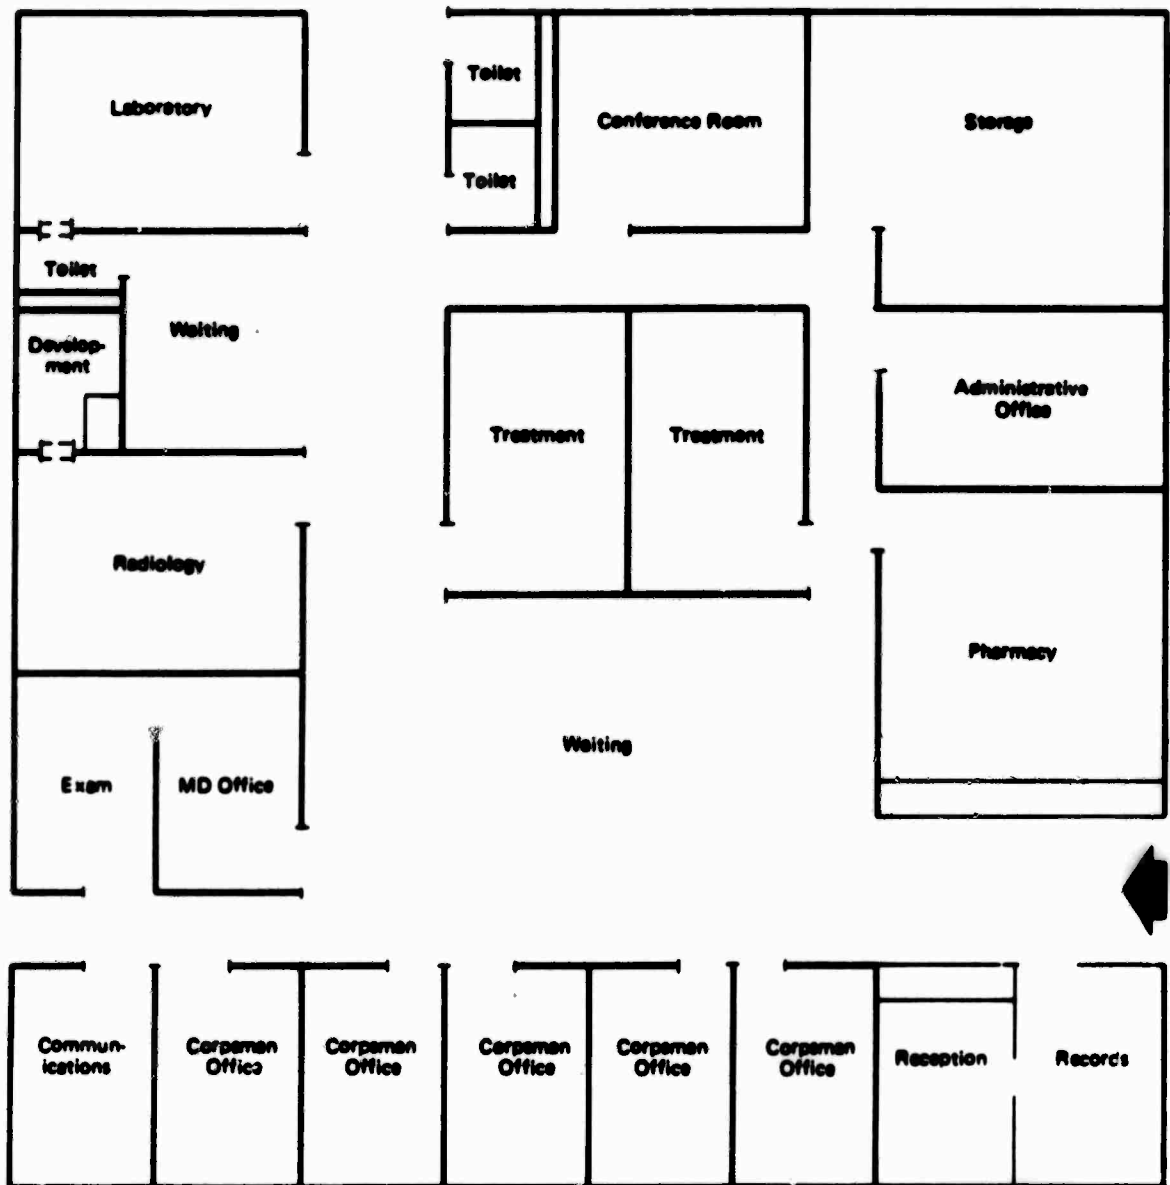 Toilet
Laboratory
Conference Room
Storage
Toilet
Toilet
Waiting
Develop-
ment
Administrative
Office
Treatment
Treatment
Radiology
Pharmacy
Waiting
Exam
MD Office
Commun-
ications
Corpsman
Office
Corpsman
Office
Corpsman
Office
Corpsman
Office
Corpsman
Office
Reception
Records